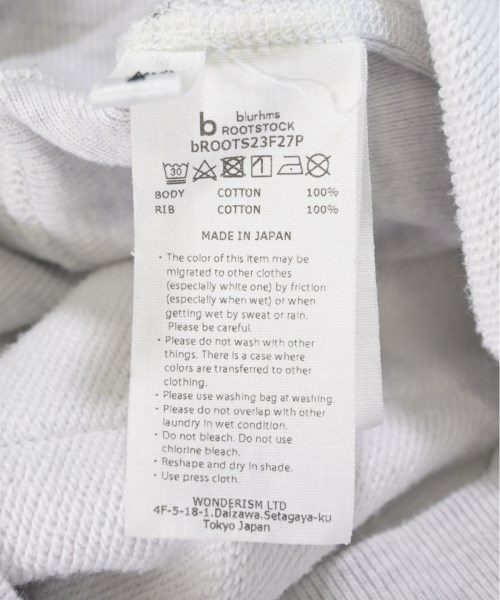 b blurhms
ROOTSTOCK
bROOTS23F27P
30
BODY COTTON 100%
RIB COTTON 100%
MADE IN JAPAN
・The color of this item may be
migrated to other clothes
(especially white one) by friction
(especially when wet) or when
getting wet by sweat or rain.
Please be careful.
・Please do not wash with other
things. There is a case where
colors are transferred to other
clothing.
・Please use washing bag at washing.
・Please do not overlap with other
laundry in wet condition.
・Do not bleach. Do not use
chlorine bleach.
・Reshape and dry in shade.
・Use press cloth.
WONDERISM LTD
4F-5-18-1.Daizawa.Setagaya-ku
Tokyo Japan